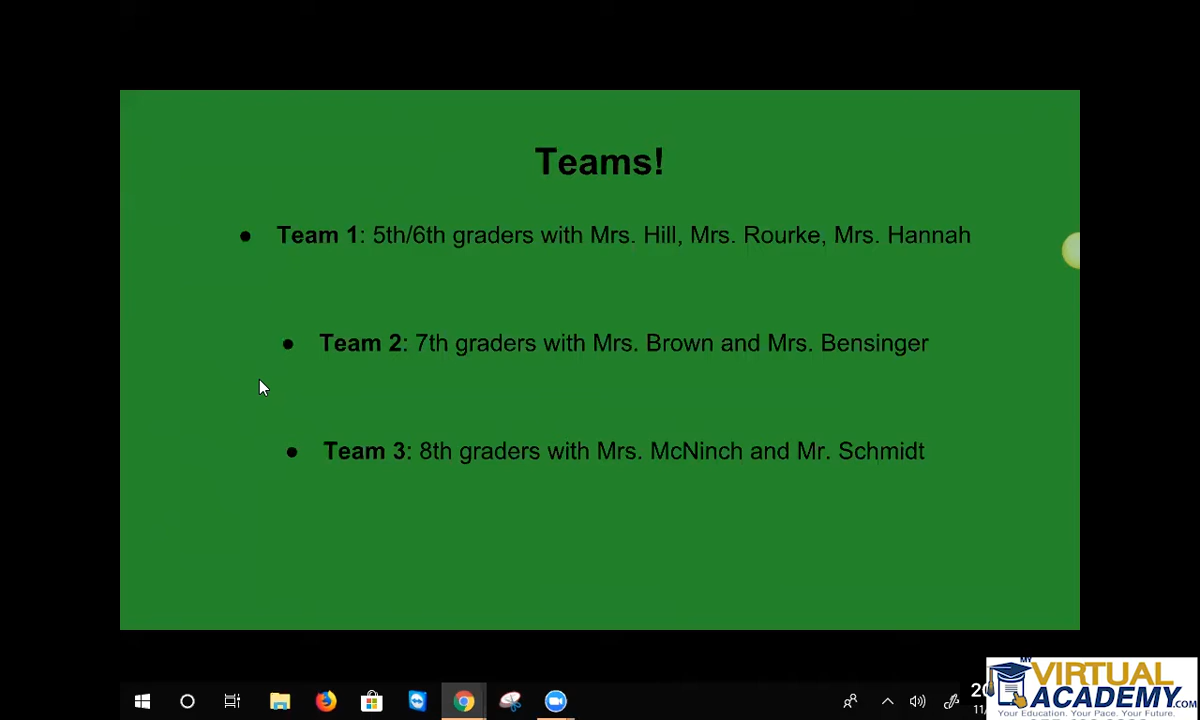 Teams!
● Team 1: 5th/6th graders with Mrs. Hill, Mrs. Rourke, Mrs. Hannah
● Team 2: 7th graders with Mrs. Brown and Mrs. Bensinger
● Team 3: 8th graders with Mrs. McNinch and Mr. Schmidt
MY
VIRTUAL
ACADEMY.COM
Your Education. Your Pace. Your Future.